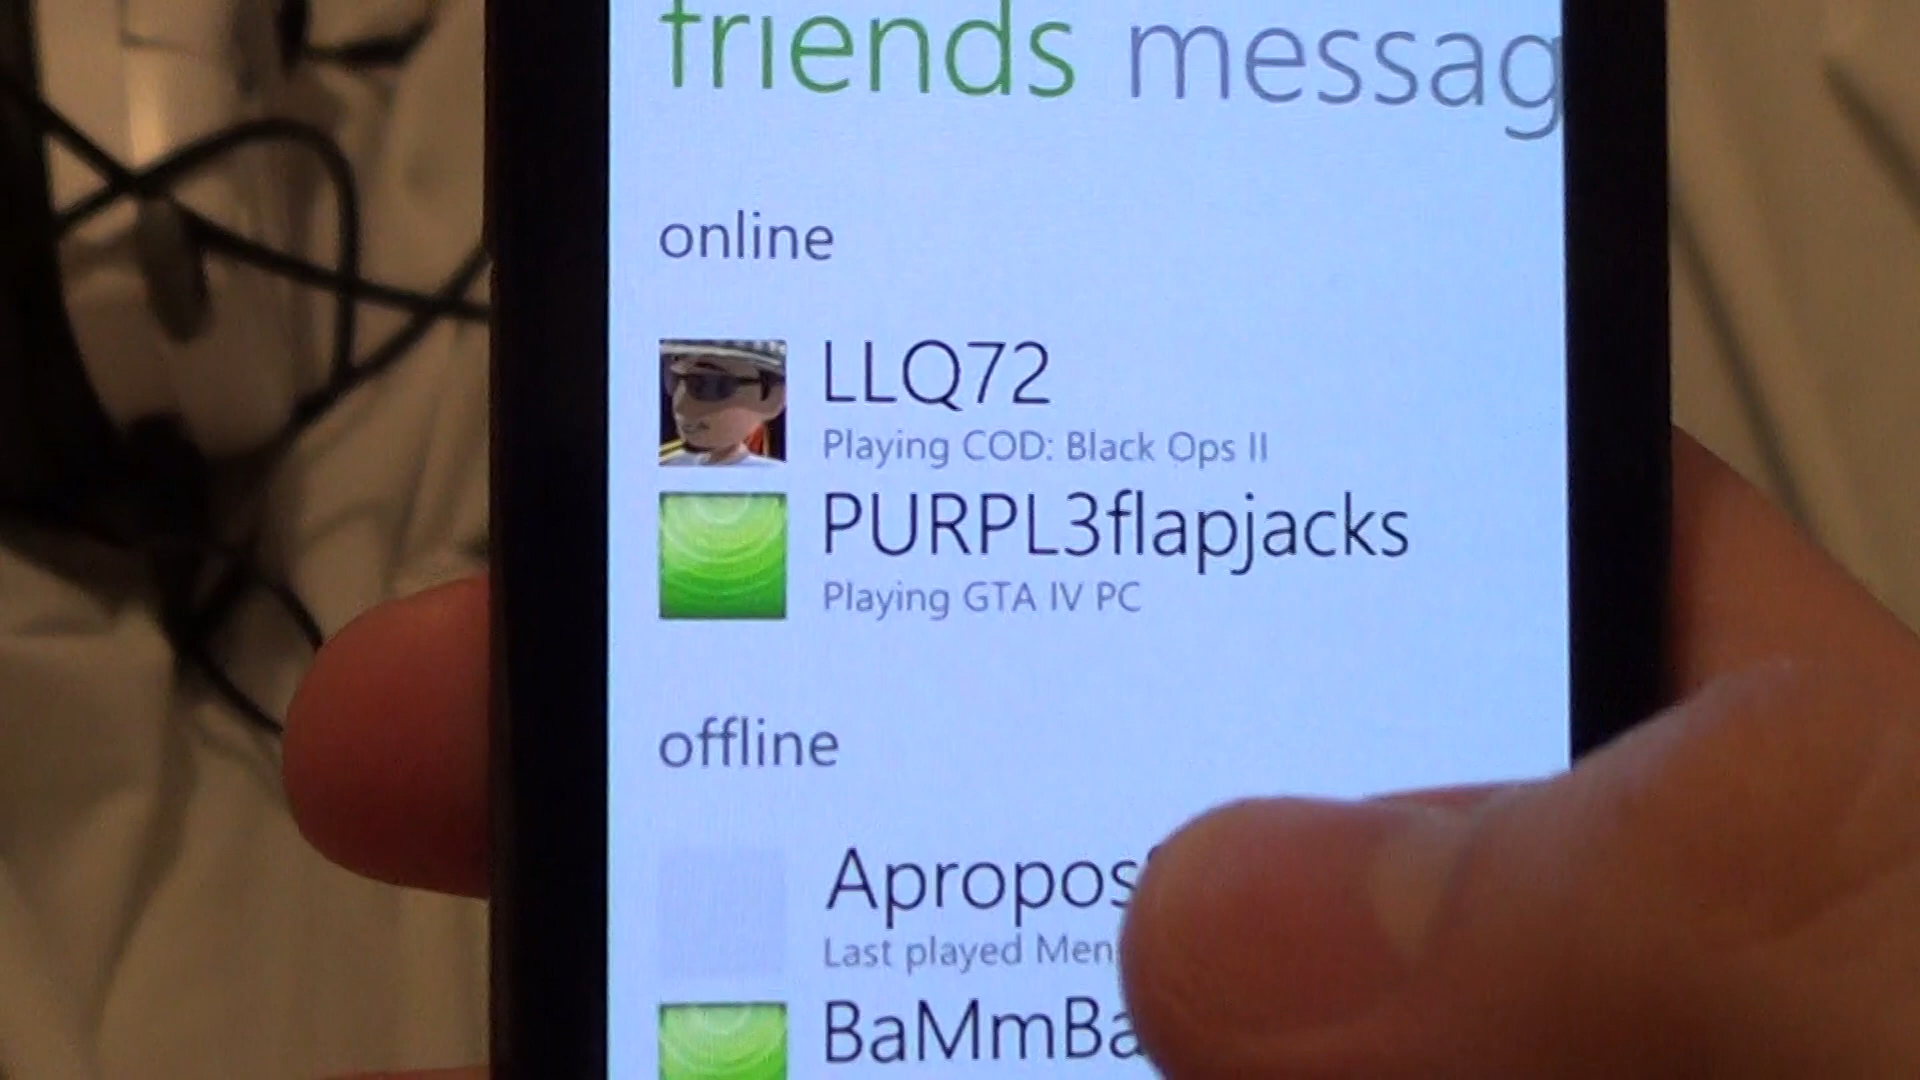 friends messag
online
LLQ72
Playing COD: Black Ops II
PURPL3flapjacks
Playing GTA IV PC
offline
Apropos
Last played Men
BaMmBa